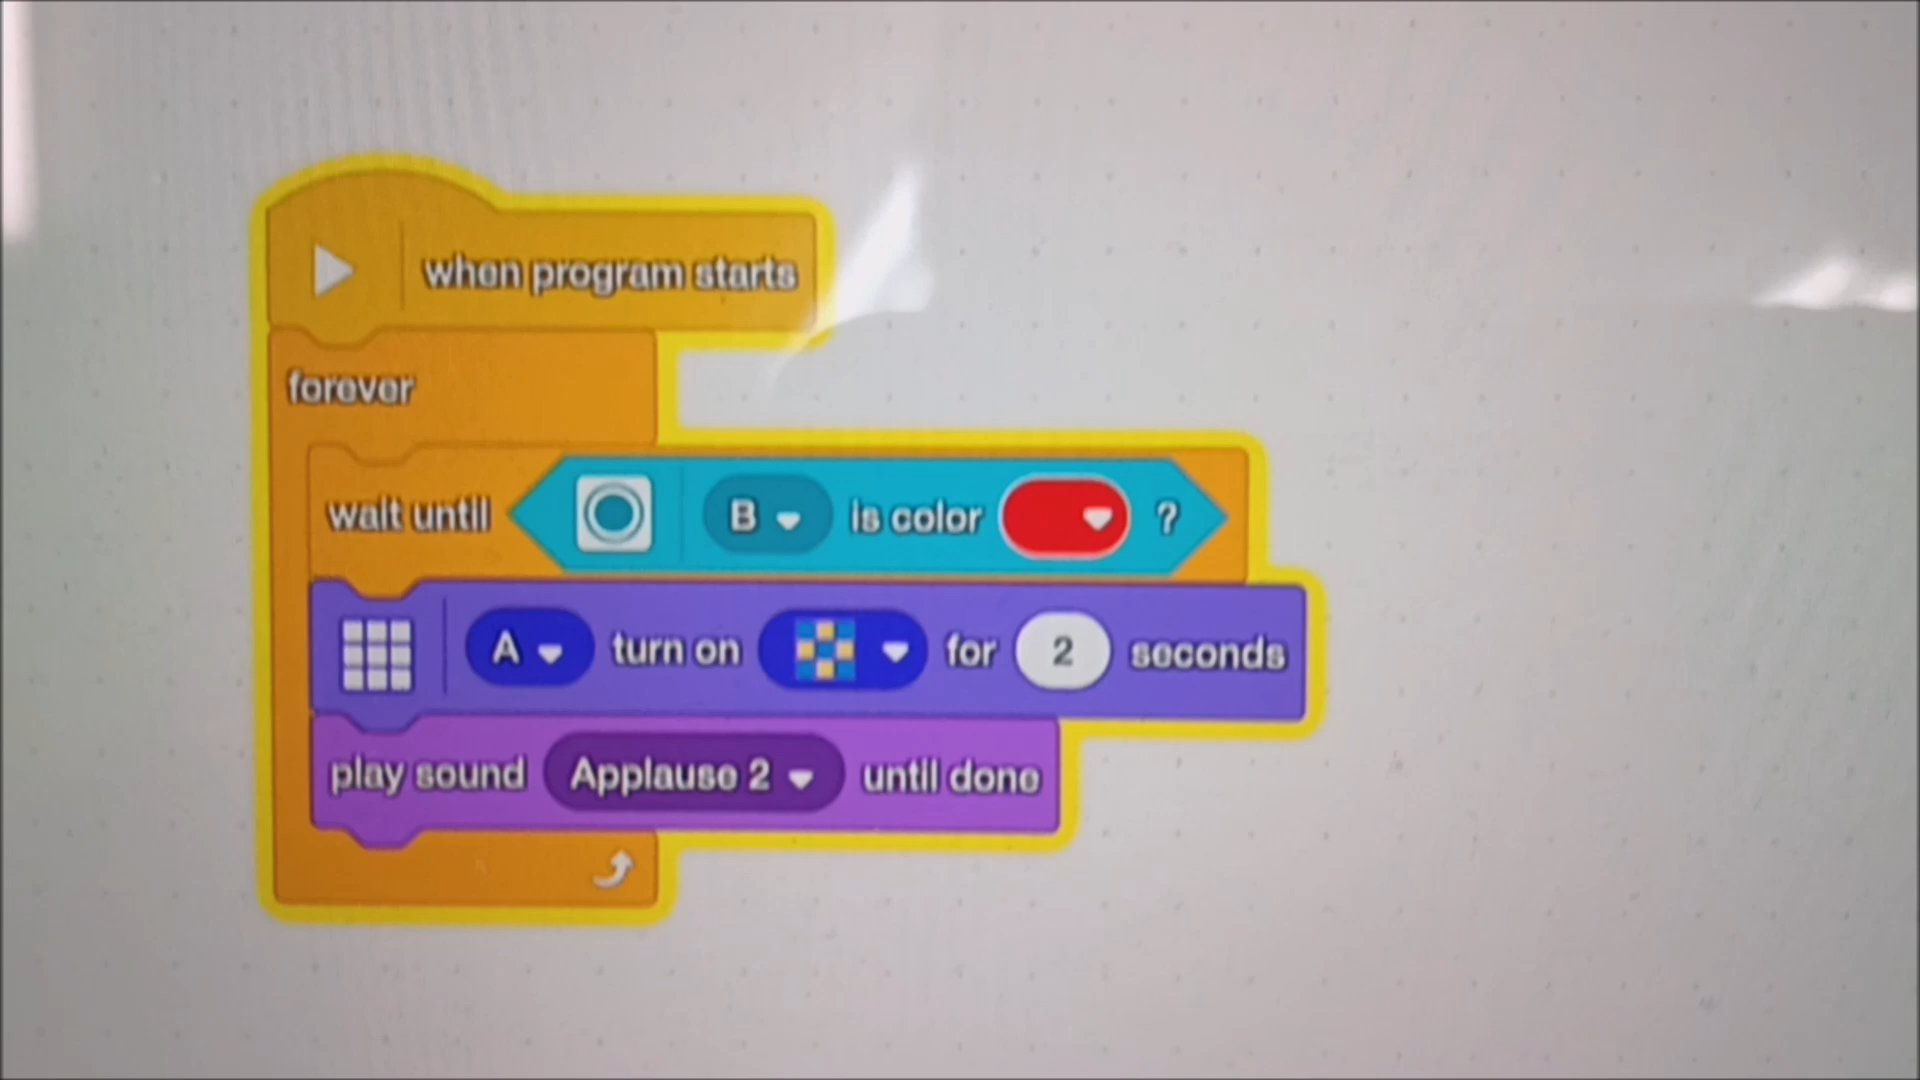 when program starts
forever
wait until B is color ?
A turn on for 2 seconds
play sound Applause 2 until done